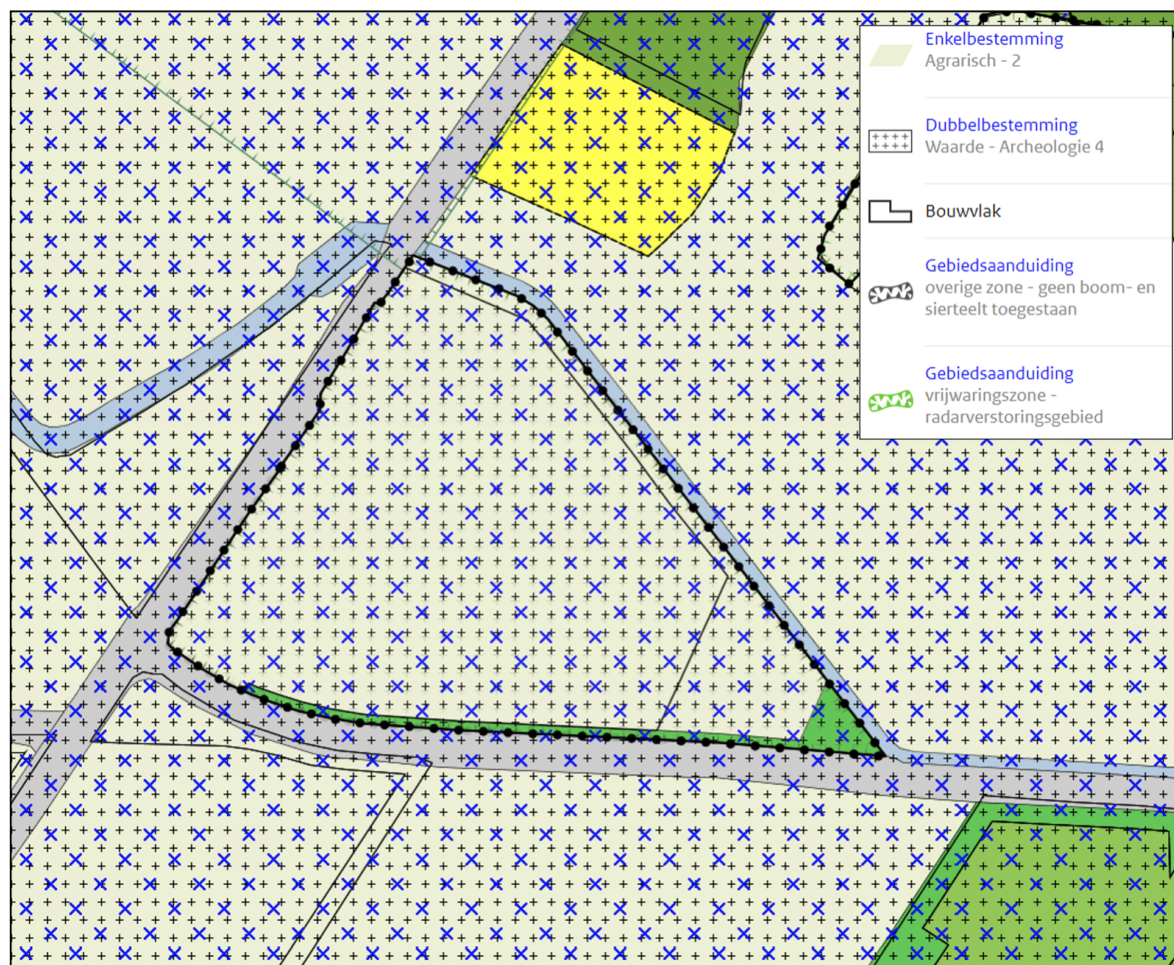 Enkelbestemming
Agrarisch - 2
Dubbelbestemming
Waarde - Archeologie 4
Bouwvlak
Gebiedsaanduiding
overige zone - geen boom- en
sierteelt toegestaan
Gebiedsaanduiding
vrijwaringszone -
radarverstoringsgebied